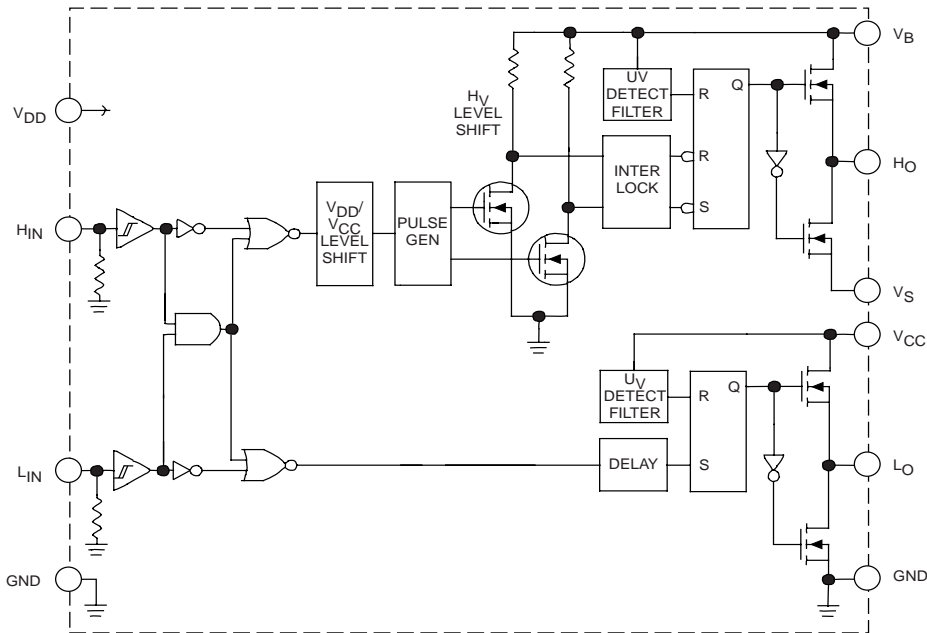 VB
UV
DETECT
FILTER
R
Q
HV
LEVEL
SHIFT
VDD
INTER
LOCK
R
S
HO
HIN
VDD/
VCC
LEVEL
SHIFT
PULSE
GEN
VS
VCC
UV
DETECT
FILTER
R
Q
LIN
DELAY
S
LO
GND
GND